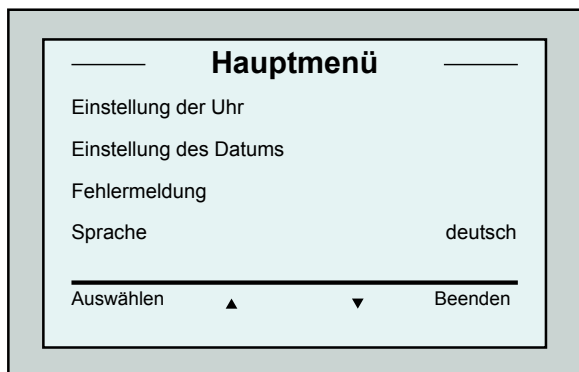 Hauptmenü
Einstellung der Uhr
Einstellung des Datums
Fehlermeldung
Sprache deutsch
Auswählen ▲ ▼ Beenden